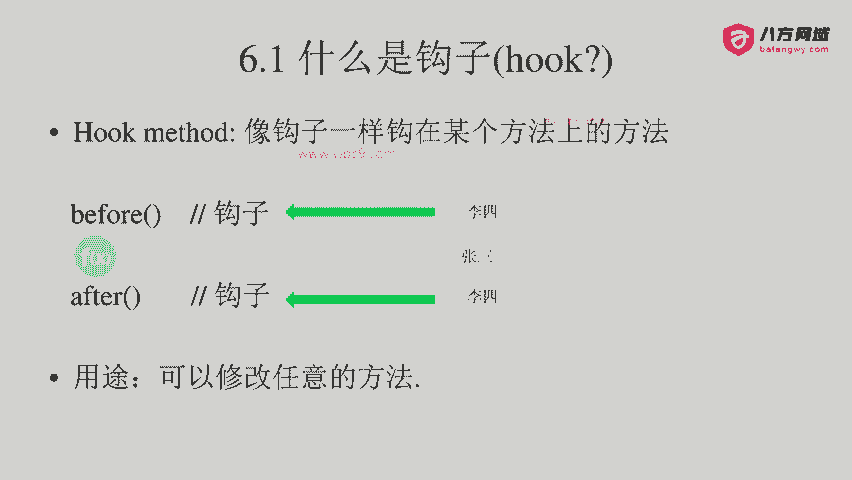 八方网域
bafangwy.com
6.1 什么是钩子(hook?)
• Hook method: 像钩子一样钩在某个方法上的方法
before() // 钩子 李四
foo 张三
after() // 钩子 李四
• 用途：可以修改任意的方法.